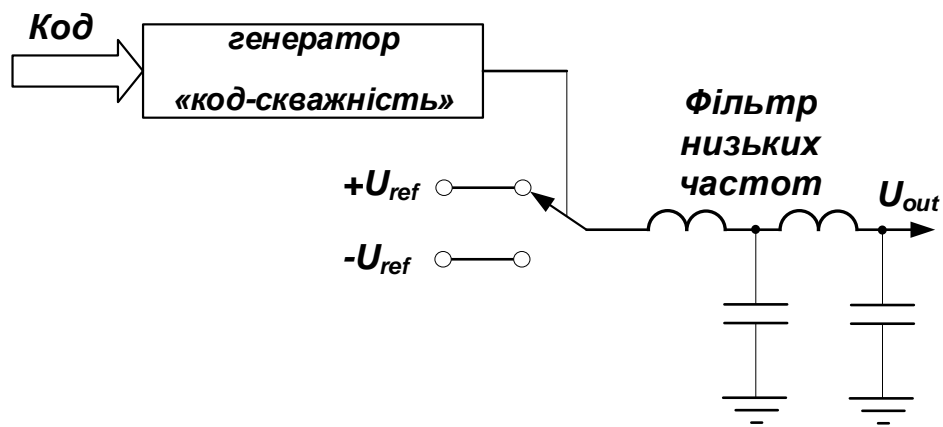 Код
генератор
«код-скважність»
Фільтр
низьких
частот
+Uref
Uout
-Uref